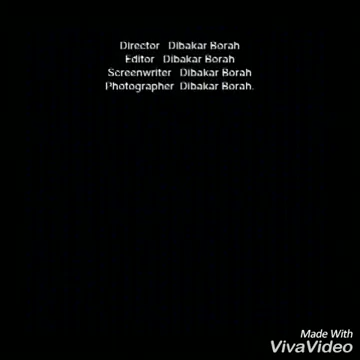 Director Dibakar Borah
Editor Dibakar Borah
Screenwriter Dibakar Borah
Photographer Dibakar Borah.
Made With
VivaVideo